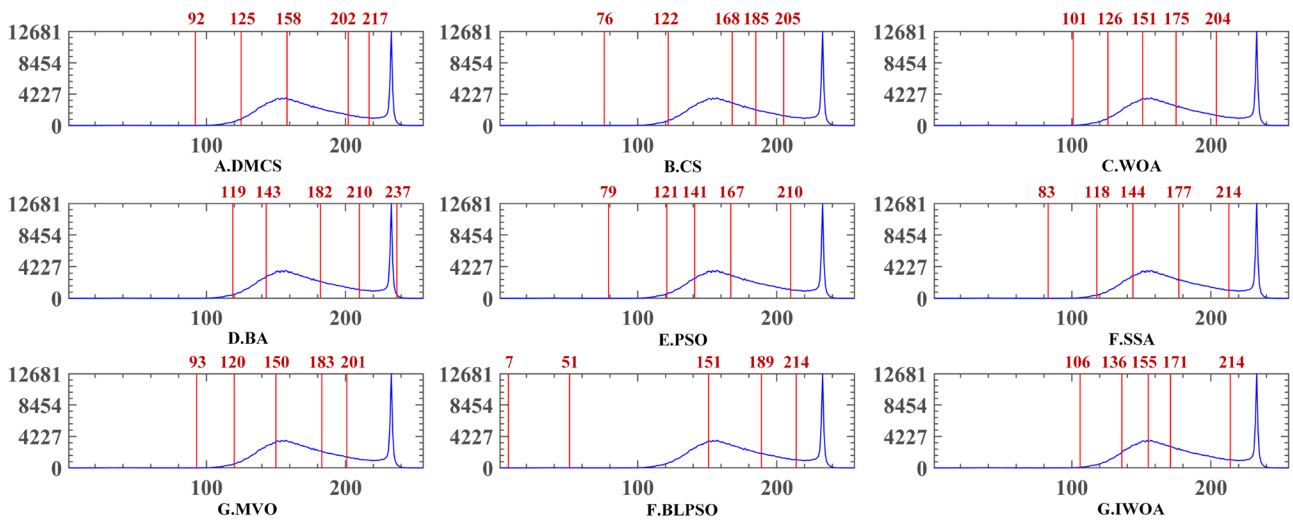 92 125 158 202 217
12681
8454
4227
0
100 200
A.DMCS
76 122 168 185 205
12681
8454
4227
0
100 200
B.CS
101 126 151 175 204
12681
8454
4227
0
100 200
C.WOA
119 143 182 210 237
12681
8454
4227
0
100 200
D.BA
79 121 141 167 210
12681
8454
4227
0
100 200
E.PSO
83 118 144 177 214
12681
8454
4227
0
100 200
F.SSA
93 120 150 183 201
12681
8454
4227
0
100 200
G.MVO
7 51 151 189 214
12681
8454
4227
0
100 200
F.BLPSO
106 136 155 171 214
12681
8454
4227
0
100 200
G.IWOA